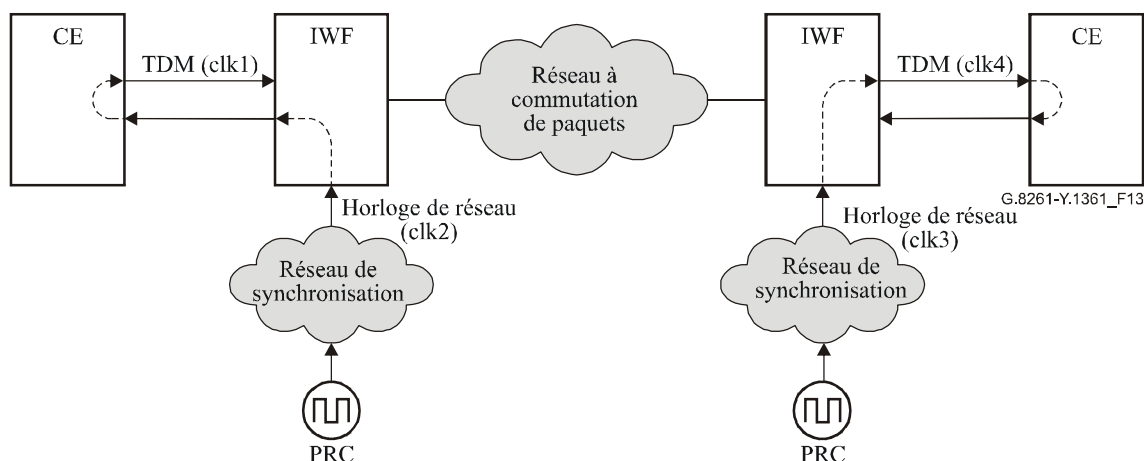 CE
IWF
IWF
CE
TDM (clk1)
TDM (clk4)
Réseau à
commutation
de paquets
G.8261-Y.1361_F13
Horloge de réseau
(clk2)
Horloge de réseau
(clk3)
Réseau de
synchronisation
Réseau de
synchronisation
PRC
PRC